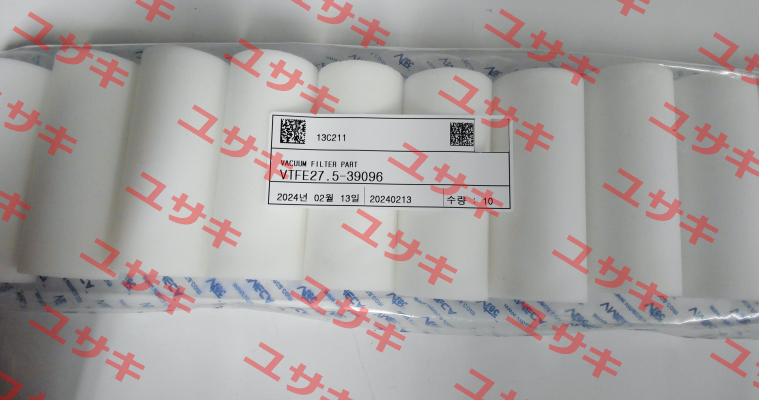 13C211
VACUUM FILTER PART
VTFE27.5-39096
2024년 02월 13일 20240213 수량 : 10
ユサキ